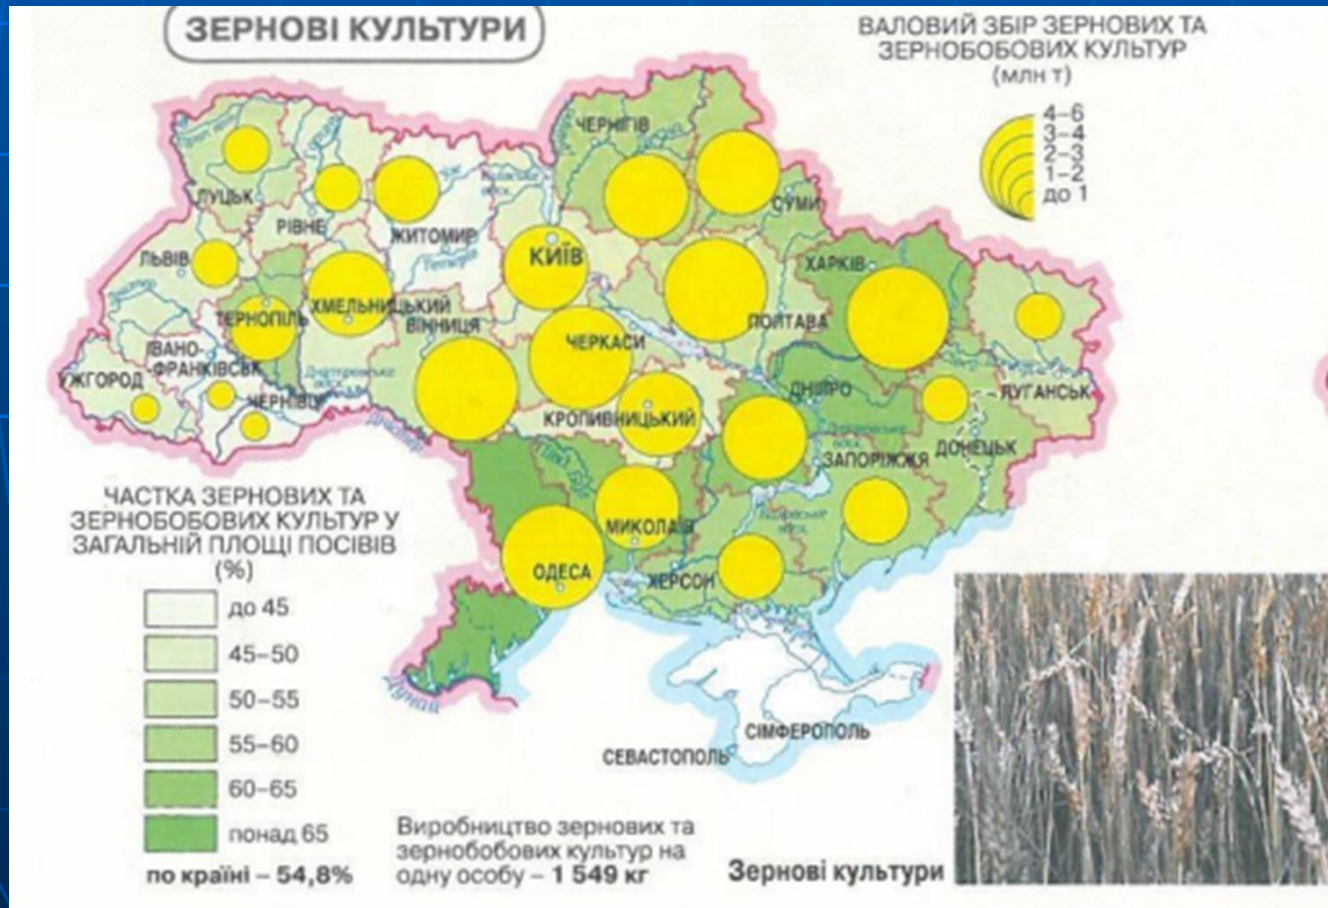 ЗЕРНОВІ КУЛЬТУРИ
ВАЛОВИЙ ЗБІР ЗЕРНОВИХ ТА
ЗЕРНОБОБОВИХ КУЛЬТУР
(млн т)
4–6
3–4
2–3
1–2
до 1
ЧЕРНІГІВ
ЛУЦЬК
СУМИ
РІВНЕ
ЖИТОМИР
КИЇВ
ЛЬВІВ
ХАРКІВ
Дністер
ТЕРНОПІЛЬ
ХМЕЛЬНИЦЬКИЙ
ВІННИЦЯ
ПОЛТАВА
ЧЕРКАСИ
ІВАНО-
ФРАНКІВСЬК
УЖГОРОД
ДНІПРО
ЛУГАНСЬК
ЧЕРНІВЦІ
КРОПИВНИЦЬКИЙ
Дністер
ДОНЕЦЬК
ЗАПОРІЖЖЯ
МИКОЛАЇВ
ОДЕСА
ХЕРСОН
Дунай
СІМФЕРОПОЛЬ
СЕВАСТОПОЛЬ
ЧАСТКА ЗЕРНОВИХ ТА
ЗЕРНОБОБОВИХ КУЛЬТУР У
ЗАГАЛЬНІЙ ПЛОЩІ ПОСІВІВ
(%)
до 45
45–50
50–55
55–60
60–65
понад 65
по країні – 54,8%
Виробництво зернових та
зернобобових культур на
одну особу – 1 549 кг
Зернові культури